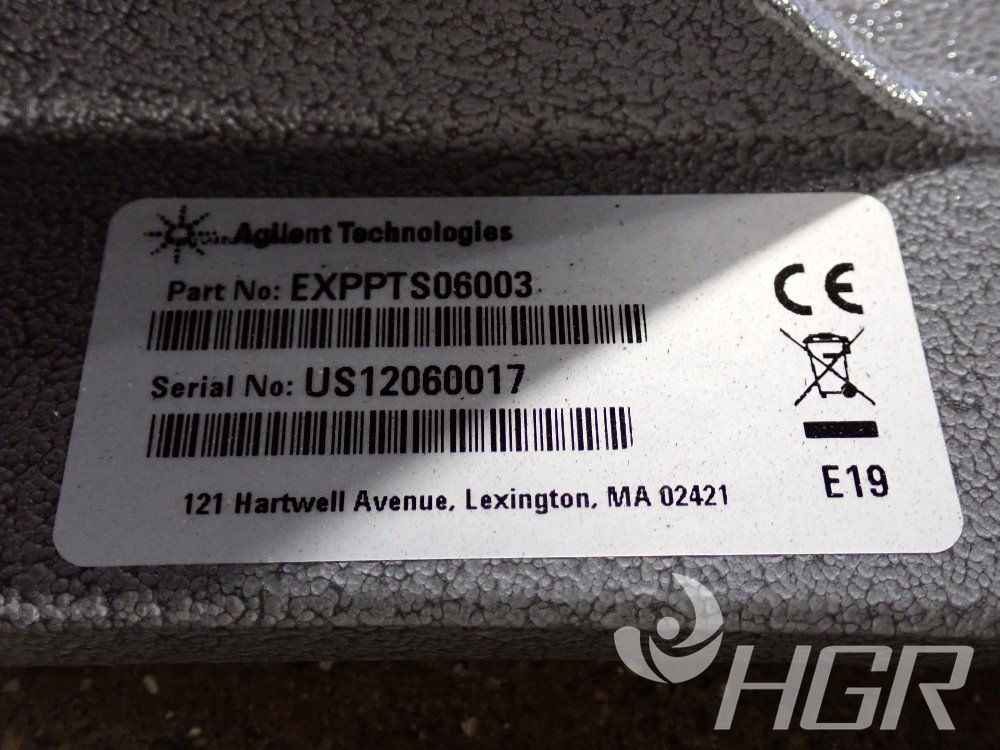 Agilent Technologies
Part No: EXPPTS06003
Serial No: US12060017
121 Hartwell Avenue, Lexington, MA 02421
CE
E19
HGR